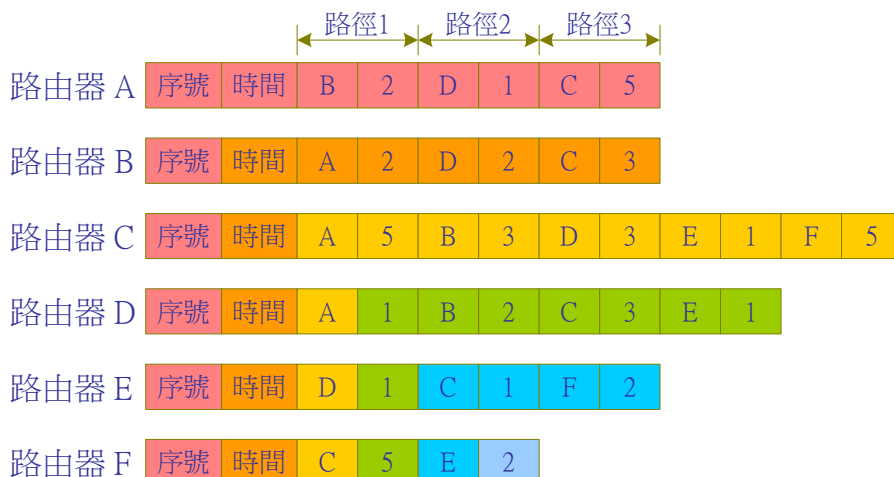 路徑1 路徑2 路徑3
路由器 A 序號 時間 B 2 D 1 C 5
路由器 B 序號 時間 A 2 D 2 C 3
路由器 C 序號 時間 A 5 B 3 D 3 E 1 F 5
路由器 D 序號 時間 A 1 B 2 C 3 E 1
路由器 E 序號 時間 D 1 C 1 F 2
路由器 F 序號 時間 C 5 E 2